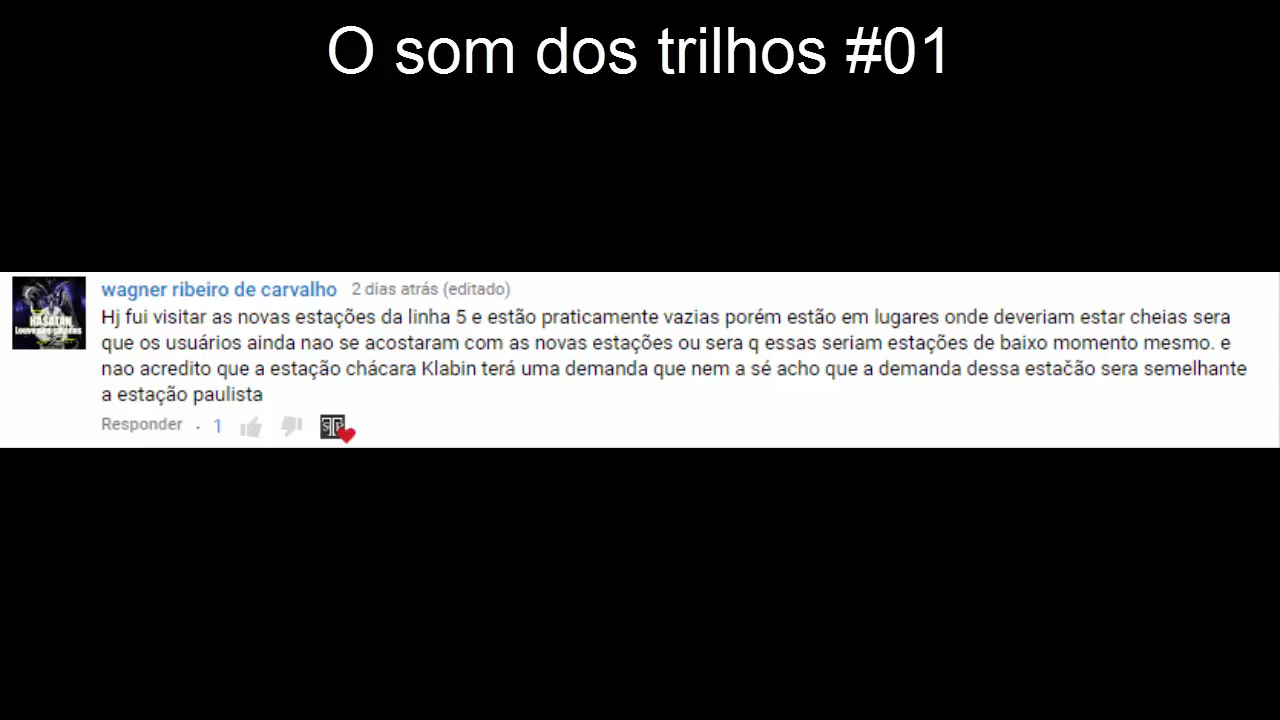 O som dos trilhos #01
wagner ribeiro de carvalho 2 dias atrás (editado)
Hj fui visitar as novas estações da linha 5 e estão praticamente vazias porém estão em lugares onde deveriam estar cheias sera
que os usuários ainda nao se acostaram com as novas estações ou sera q essas seriam estações de baixo momento mesmo. e
nao acredito que a estação chácara Klabin terá uma demanda que nem a sé acho que a demanda dessa estačão sera semelhante
a estação paulista
Responder . 1